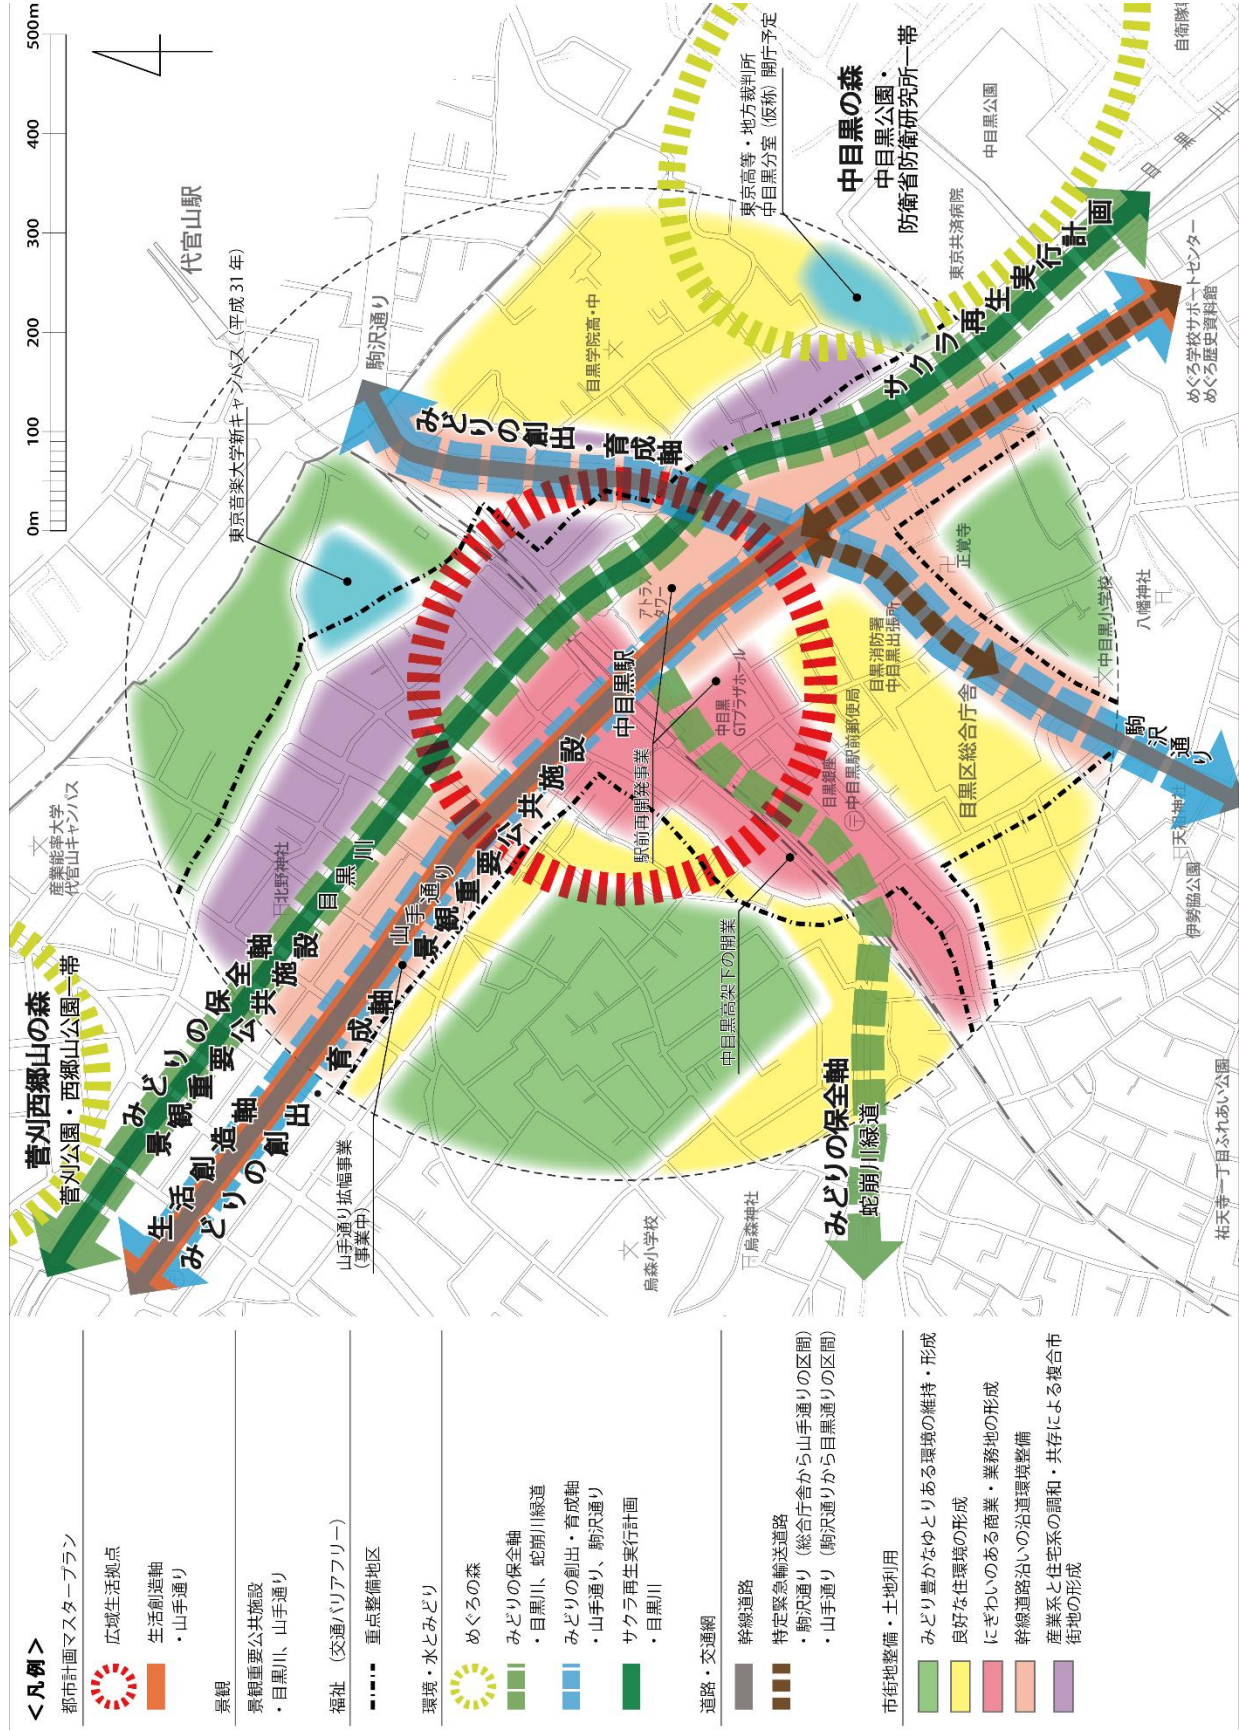 ＜凡例＞
都市計画マスタープラン
広域生活拠点
生活創造軸
・山手通り
景観
景観重要公共施設
・目黒川、山手通り
福祉（交通バリアフリー）
重点整備地区
環境・水とみどり
めぐろの森
みどりの保全軸
・目黒川、蛇崩川緑道
みどりの創出・育成軸
・山手通り、駒沢通り
サクラ再生実行計画
・目黒川
道路・交通網
幹線道路
特定緊急輸送道路
・駒沢通り（総合庁舎から山手通りの区間）
・山手通り（駒沢通りから目黒通りの区間）
市街地整備・土地利用
みどり豊かなゆとりある環境の維持・形成
良好な住環境の形成
にぎわいのある商業・業務地の形成
幹線道路沿いの沿道環境整備
産業系と住宅系の調和・共存による複合市
街地の形成
菅刈西郷山の森
菅刈公園・西郷山公園一帯
産業能率大学
代官山キャンパス
みどりの保全軸
景観重要公共施設
生活創造軸
みどりの創出・育成軸
目黒川
北野神社
山手通り
景観重要公共施設
山手通り拡幅事業
（事業中）
東京音楽大学新キャンパス（平成31年）
代官山駅
駒沢通り
0m
100
200
300
400
500m
みどりの創出・育成軸
目黒学院高・中
東京高等・地方裁判所
中目黒分室（仮称）開庁予定
中目黒の森
中目黒公園・
防衛省防衛研究所一帯
中目黒公園
東京共済病院
目黒川
サクラ再生実行計画
めぐろ学校サポートセンター
めぐろ歴史資料館
アトラス
タワー
中目黒駅
駅前再開発事業
中目黒
GTプラザホール
目黒銀座
中目黒駅前郵便局
目黒消防署
中目黒出張所
目黒区総合庁舎
正覚寺
中目黒小学校
八幡神社
駒沢通り
天祖神社
伊勢脇公園
中目黒高架下の開業
みどりの保全軸
蛇崩川緑道
烏森小学校
烏森神社
祐天寺一丁目ふれあい公園